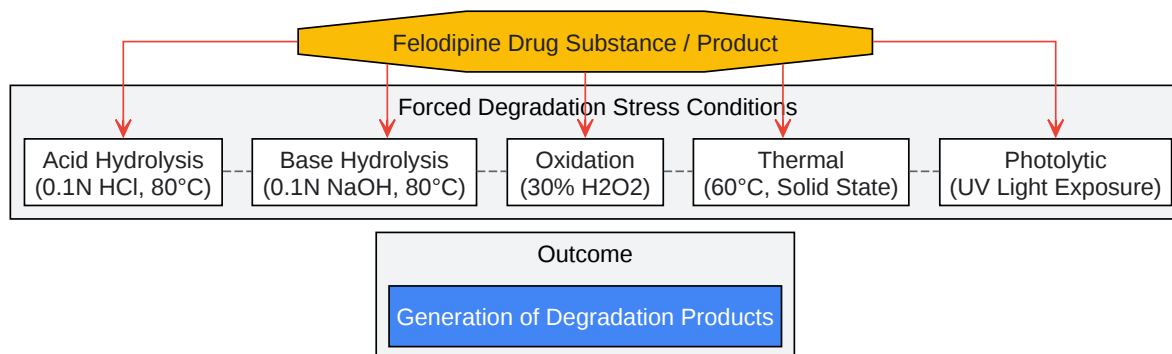 Felodipine Drug Substance / Product
Forced Degradation Stress Conditions
Acid Hydrolysis
(0.1N HCl, 80°C)
Base Hydrolysis
(0.1N NaOH, 80°C)
Oxidation
(30% H2O2)
Thermal
(60°C, Solid State)
Photolytic
(UV Light Exposure)
Outcome
Generation of Degradation Products